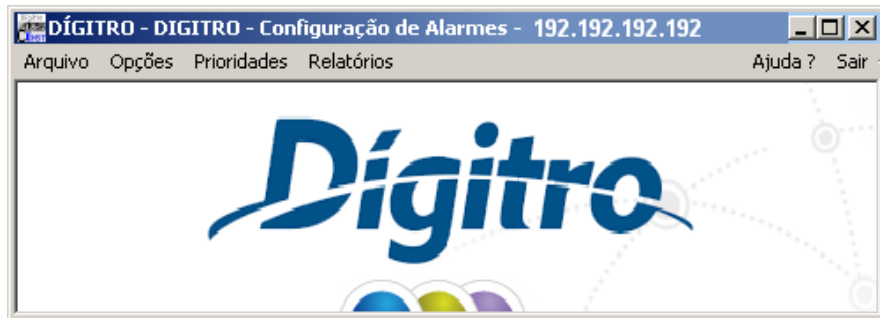 DÍGITRO - DIGITRO - Configuração de Alarmes - 192.192.192.192
Arquivo Opções Prioridades Relatórios Ajuda ? Sair
Dígitro